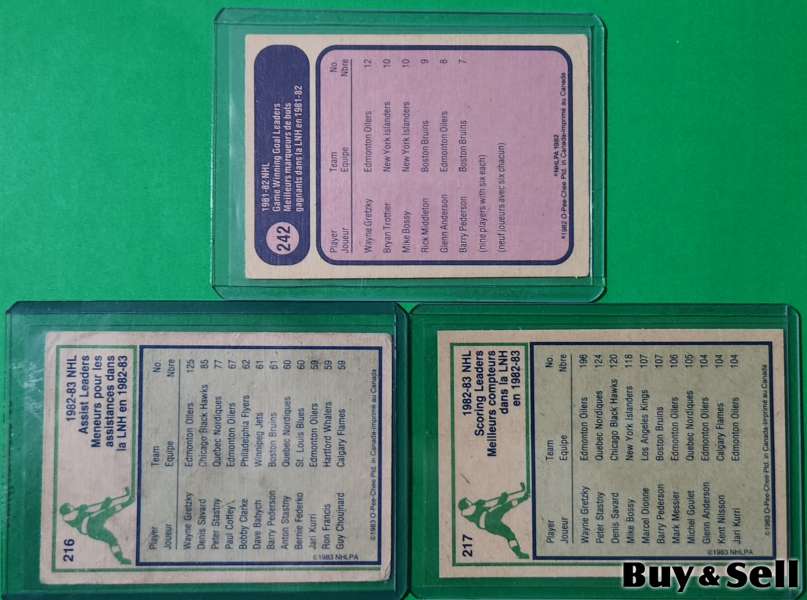 242
1981-82 NHL
Game Winning Goal Leaders
Meilleurs marqueurs de buts
gagnants dans la LNH en 1981-82
Player Team No.
Joueur Equipe Nbre
Wayne Gretzky Edmonton Oilers 12
Bryan Trottier New York Islanders 10
Mike Bossy New York Islanders 10
Rick Middleton Boston Bruins 9
Glenn Anderson Edmonton Oilers 8
Barry Pederson Boston Bruins 7
(nine players with six each)
(neuf joueurs avec six chacun)
*NHLPA 1982
*1982 O-Pee-Chee Ptd. in Canada-Imprimé au Canada
216
1982-83 NHL
Assist Leaders
Meneurs pour les
assistances dans
la LNH en 1982-83
Player Team No.
Joueur Equipe Nbre
Wayne Gretzky Edmonton Oilers 125
Denis Savard Chicago Black Hawks 85
Peter Stastny Quebec Nordiques 77
Paul Coffey Edmonton Oilers 67
Bobby Clarke Philadelphia Flyers 62
Dave Babych Winnipeg Jets 61
Barry Pederson Boston Bruins 61
Anton Stastny Quebec Nordiques 60
Bernie Federko St. Louis Blues 60
Jari Kurri Edmonton Oilers 59
Ron Francis Hartford Whalers 59
Guy Chouinard Calgary Flames 59
©1983 NHLPA ©1983 O-Pee-Chee Ptd. in Canada-Imprimé au Canada
217
1982-83 NHL
Scoring Leaders
Meilleurs compteurs
dans la LNH
en 1982-83
Player Team No.
Joueur Equipe Nbre
Wayne Gretzky Edmonton Oilers 196
Peter Stastny Quebec Nordiques 124
Denis Savard Chicago Black Hawks 120
Mike Bossy New York Islanders 118
Marcel Dionne Los Angeles Kings 107
Barry Pederson Boston Bruins 107
Mark Messier Edmonton Oilers 106
Michel Goulet Quebec Nordiques 105
Glenn Anderson Edmonton Oilers 104
Kent Nilsson Calgary Flames 104
Jari Kurri Edmonton Oilers 104
©1983 NHLPA ©1983 O-Pee-Chee Ptd. in Canada-Imprimé au Canada
Buy & Sell